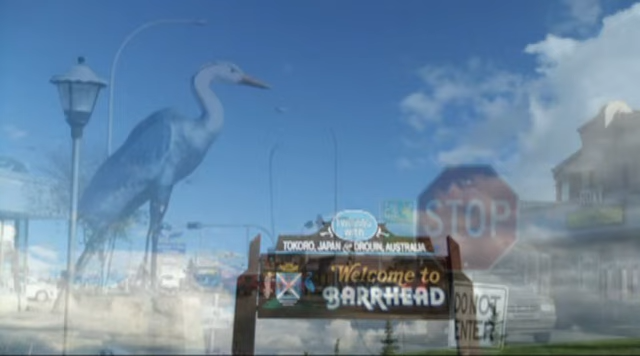 TOKORO, JAPAN & DROUIN, AUSTRALIA
Welcome to
BARRHEAD
STOP
DO NOT
ENTER